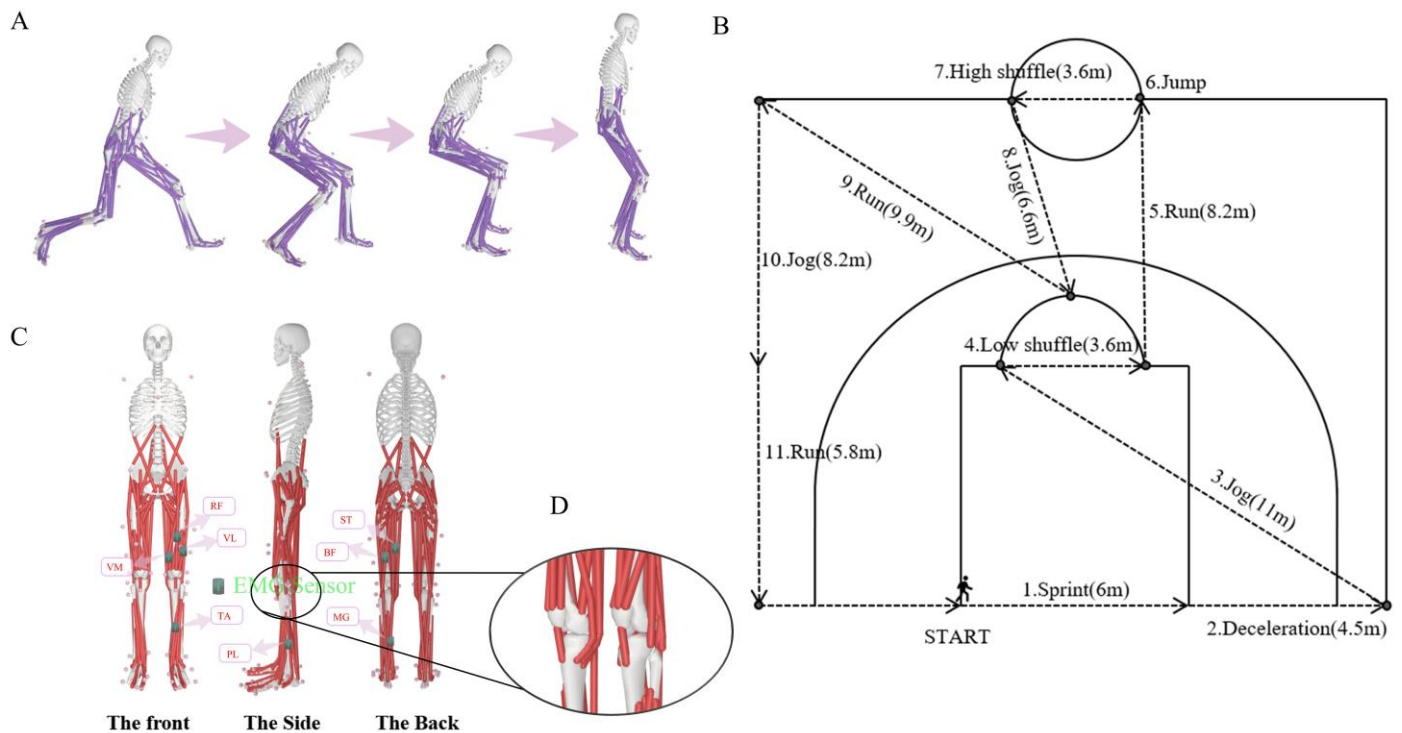 A
B
7.High shuffle(3.6m)
6.Jump
8.Jog(6.6m)
9.Run(9.9m)
5.Run(8.2m)
10.Jog(8.2m)
4.Low shuffle(3.6m)
11.Run(5.8m)
3.Jog(11m)
1.Sprint(6m)
START
2.Deceleration(4.5m)
C
RF
VL
VM
EMG Sensor
TA
PL
ST
BF
MG
D
The front
The Side
The Back